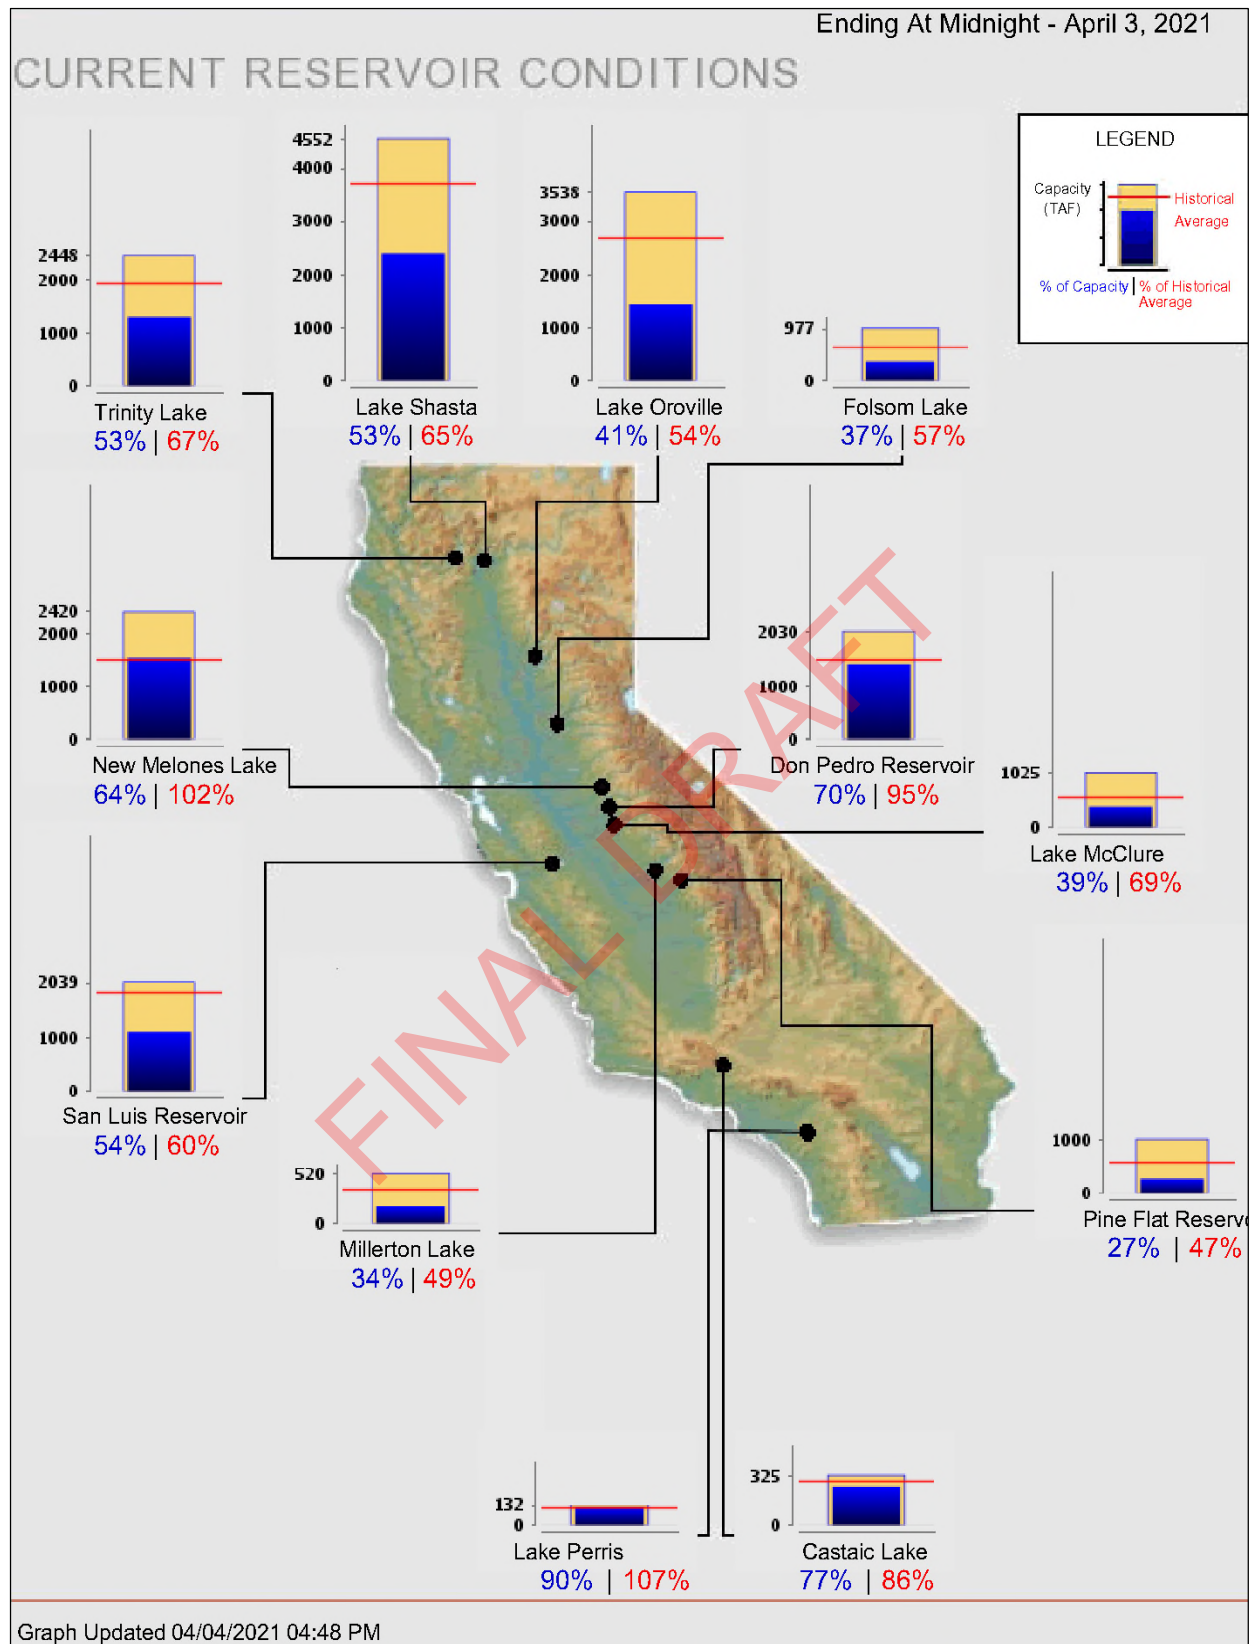 Ending At Midnight - April 3, 2021
CURRENT RESERVOIR CONDITIONS
LEGEND
Capacity
(TAF)
Historical
Average
% of Capacity | % of Historical
Average
2448
2000
1000
0
Trinity Lake
53% | 67%
4552
4000
3000
2000
1000
0
Lake Shasta
53% | 65%
3538
3000
2000
1000
0
Lake Oroville
41% | 54%
977
0
Folsom Lake
37% | 57%
2420
2000
1000
0
New Melones Lake
64% | 102%
2030
1000
0
Don Pedro Reservoir
70% | 95%
1025
0
Lake McClure
39% | 69%
2039
1000
0
San Luis Reservoir
54% | 60%
520
0
Millerton Lake
34% | 49%
1000
0
Pine Flat Reservo
27% | 47%
132
0
Lake Perris
90% | 107%
325
0
Castaic Lake
77% | 86%
FINAL DRAFT
Graph Updated 04/04/2021 04:48 PM